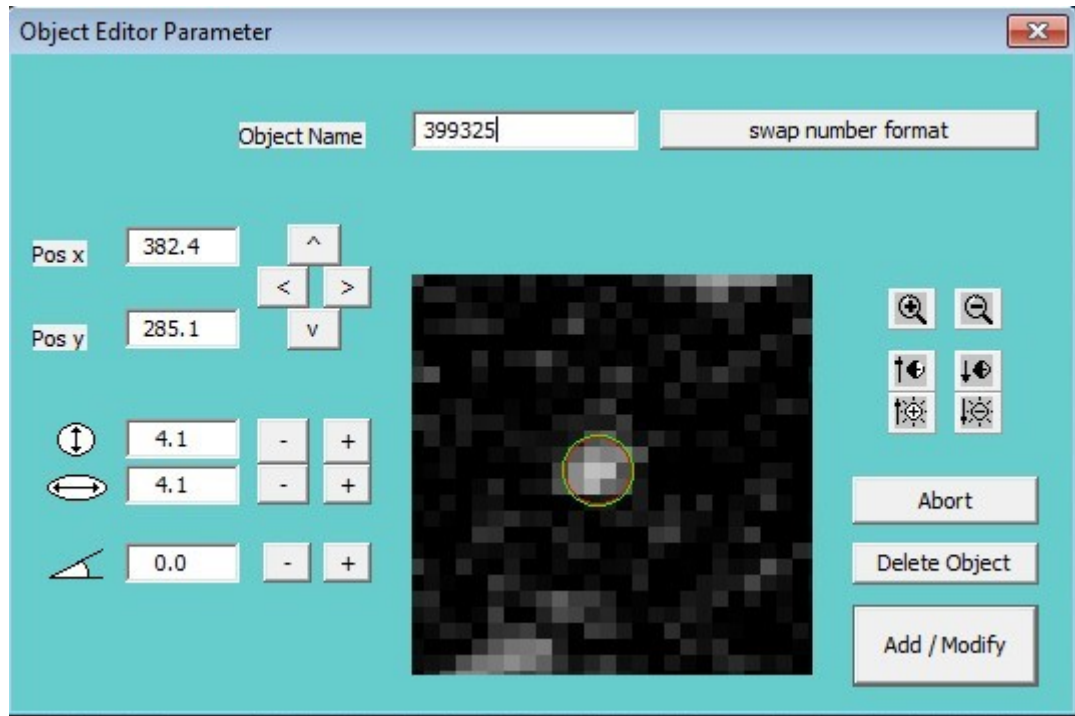 Object Editor Parameter
Object Name 399325 swap number format
Pos x 382.4 ^
< >
Pos y 285.1 v
4.1 - +
4.1 - +
0.0 - +
Abort
Delete Object
Add / Modify